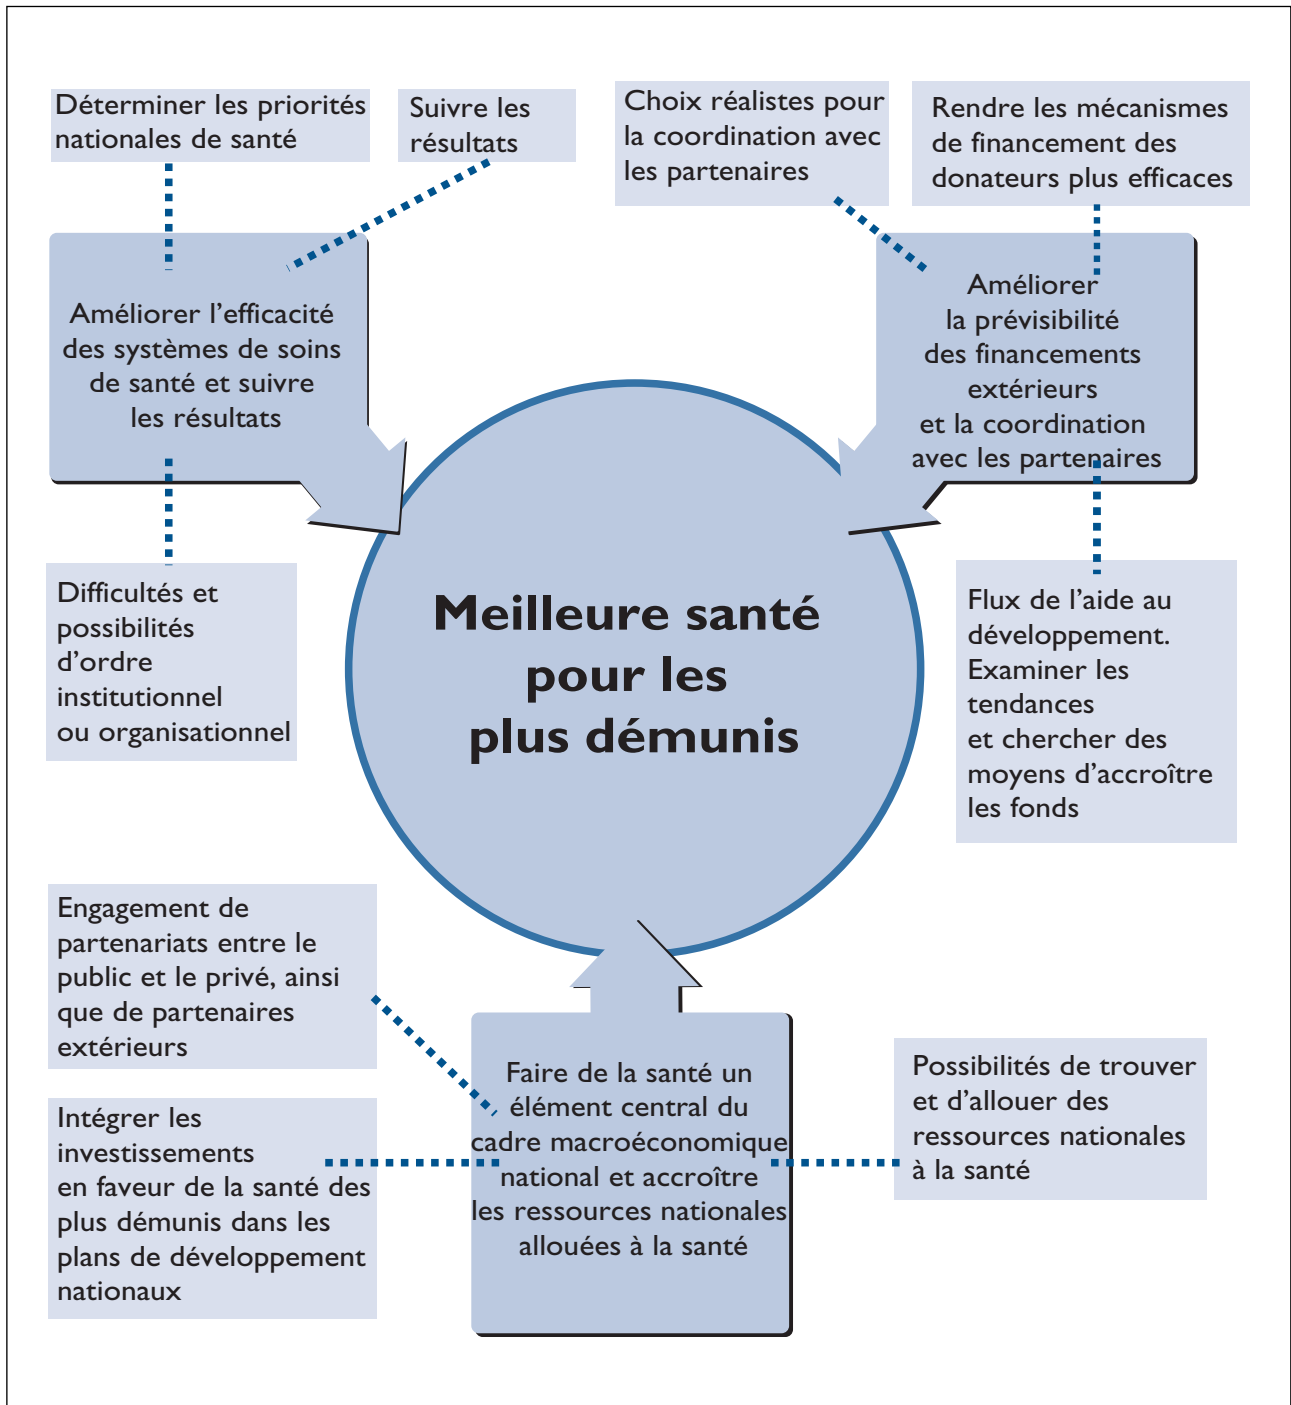 Déterminer les priorités
nationales de santé
Suivre les
résultats
Choix réalistes pour
la coordination avec
les partenaires
Rendre les mécanismes
de financement des
donateurs plus efficaces
Améliorer l’efficacité
des systèmes de soins
de santé et suivre
les résultats
Améliorer
la prévisibilité
des financements
extérieurs
et la coordination
avec les partenaires
Difficultés et
possibilités
d’ordre
institutionnel
ou organisationnel
Meilleure santé
pour les
plus démunis
Flux de l’aide au
développement.
Examiner les
tendances
et chercher des
moyens d’accroître
les fonds
Engagement de
partenariats entre le
public et le privé, ainsi
que de partenaires
extérieurs
Intégrer les
investissements
en faveur de la santé des
plus démunis dans les
plans de développement
nationaux
Faire de la santé un
élément central du
cadre macroéconomique
national et accroître
les ressources nationales
allouées à la santé
Possibilités de trouver
et d’allouer des
ressources nationales
à la santé